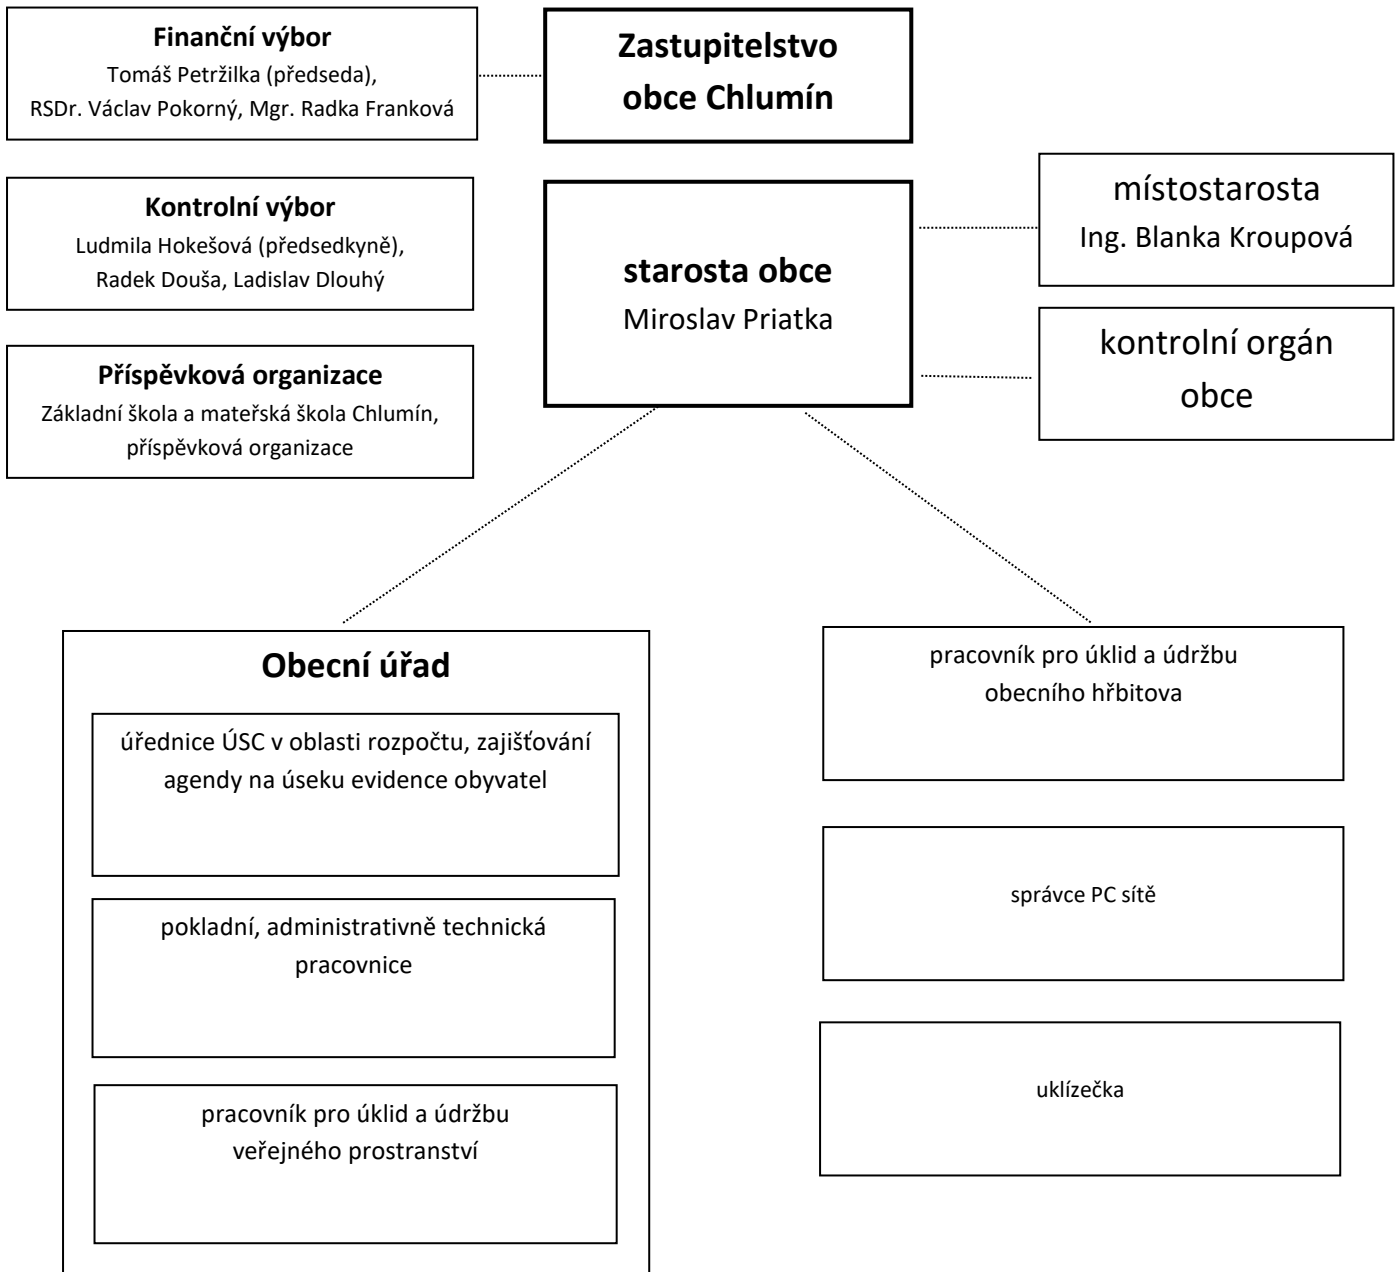 Finanční výbor
Tomáš Petržilka (předseda),
RSDr. Václav Pokorný, Mgr. Radka Franková
Zastupitelstvo
obce Chlumín
Kontrolní výbor
Ludmila Hokešová (předsedkyně),
Radek Douša, Ladislav Dlouhý
starosta obce
Miroslav Priatka
místostarosta
Ing. Blanka Kroupová
kontrolní orgán
obce
Příspěvková organizace
Základní škola a mateřská škola Chlumín,
příspěvková organizace
Obecní úřad
úřednice ÚSC v oblasti rozpočtu, zajišťování
agendy na úseku evidence obyvatel
pokladní, administrativně technická
pracovnice
pracovník pro úklid a údržbu
veřejného prostranství
pracovník pro úklid a údržbu
obecního hřbitova
správce PC sítě
uklízečka